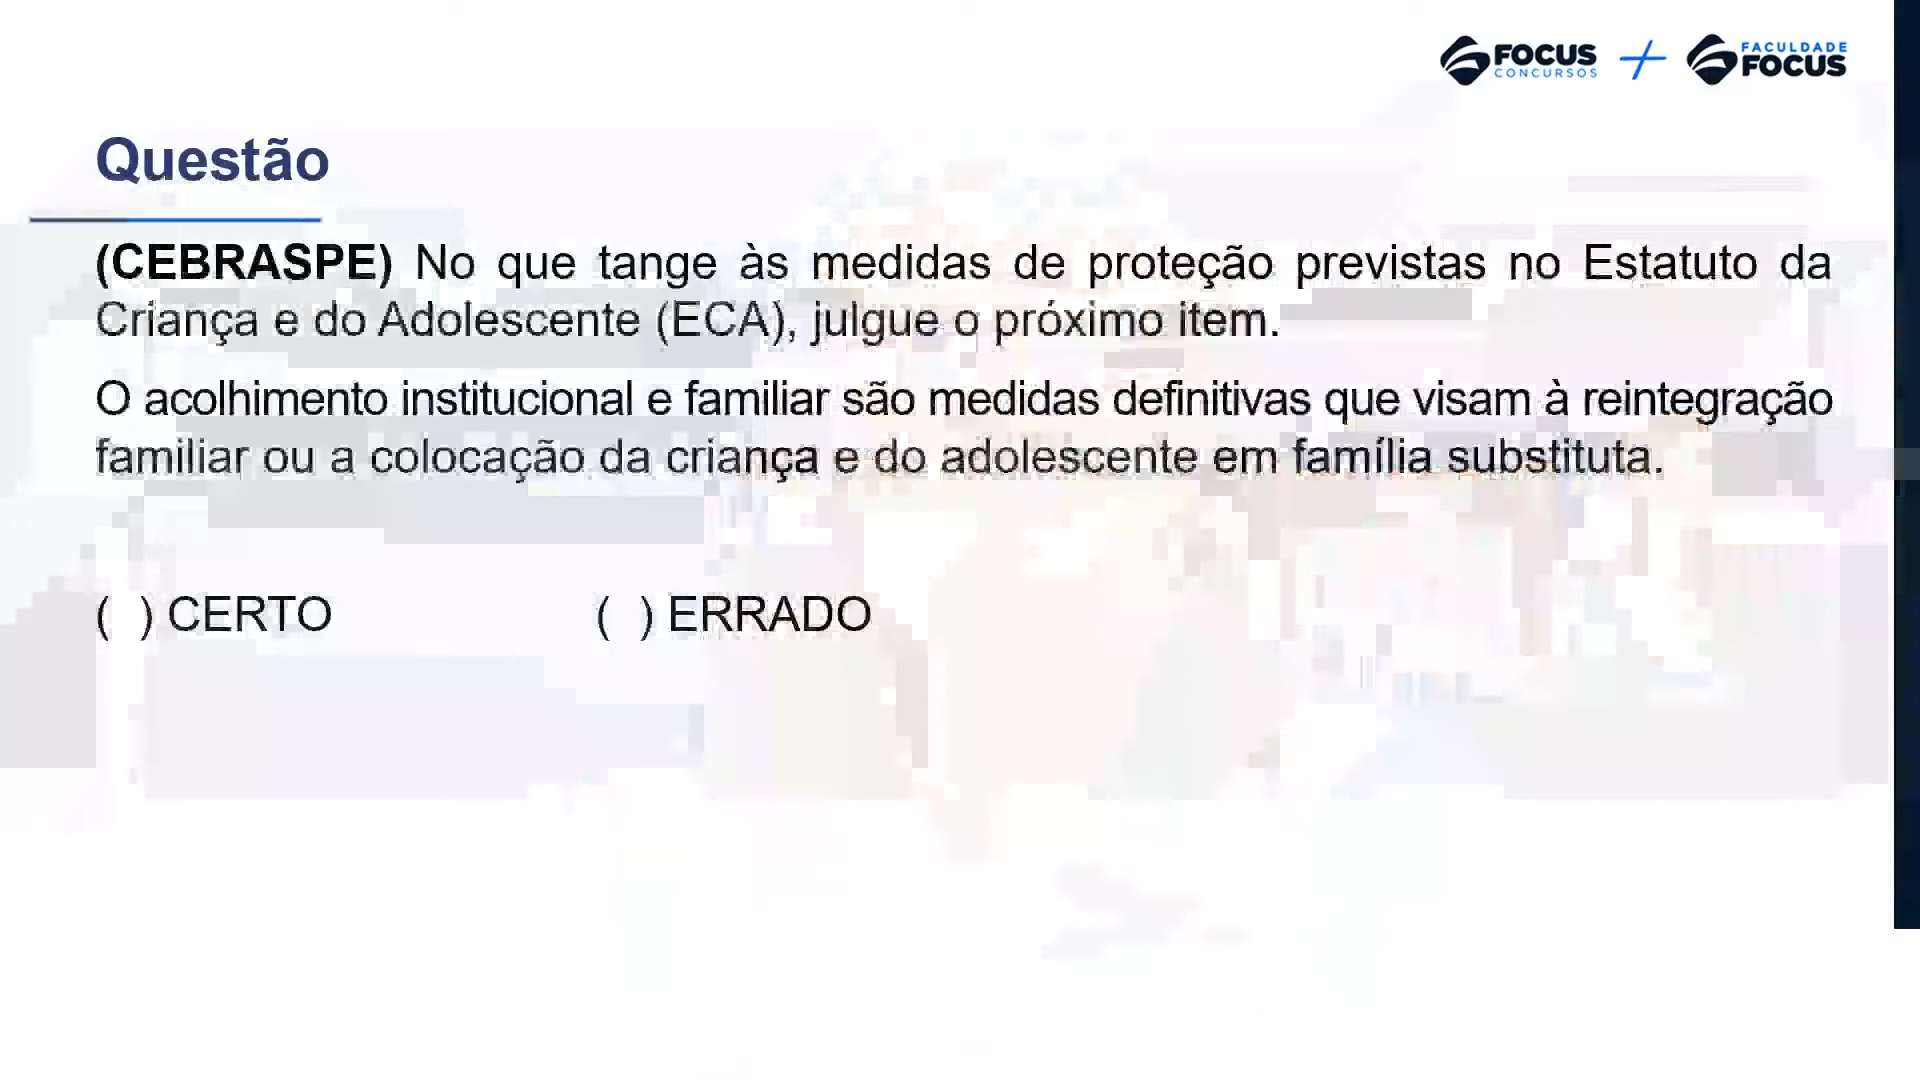 FOCUS CONCURSOS + FACULDADE FOCUS
Questão
(CEBRASPE) No que tange às medidas de proteção previstas no Estatuto da
Criança e do Adolescente (ECA), julgue o próximo item.
O acolhimento institucional e familiar são medidas definitivas que visam à reintegração
familiar ou a colocação da criança e do adolescente em família substituta.
( ) CERTO ( ) ERRADO